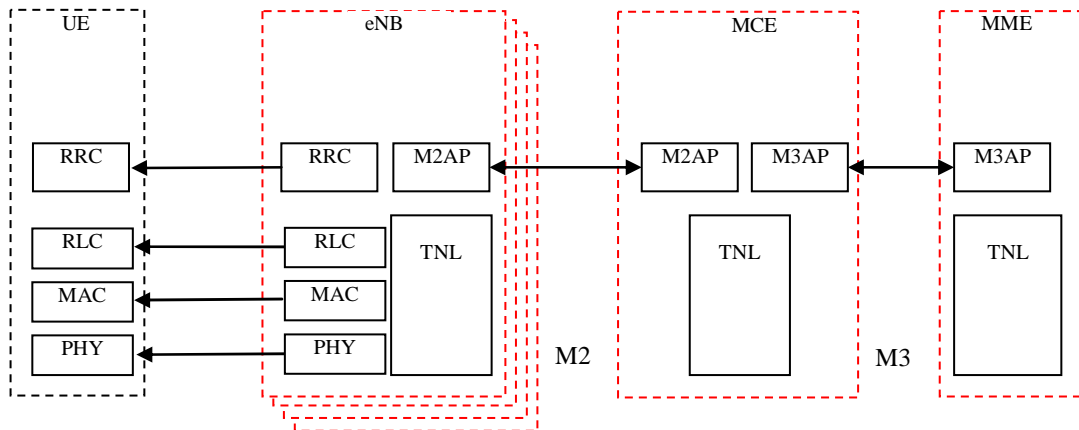 UE
eNB
MCE
MME
RRC
RRC
M2AP
M2AP
M3AP
M3AP
RLC
RLC
TNL
TNL
TNL
MAC
MAC
PHY
PHY
M2
M3